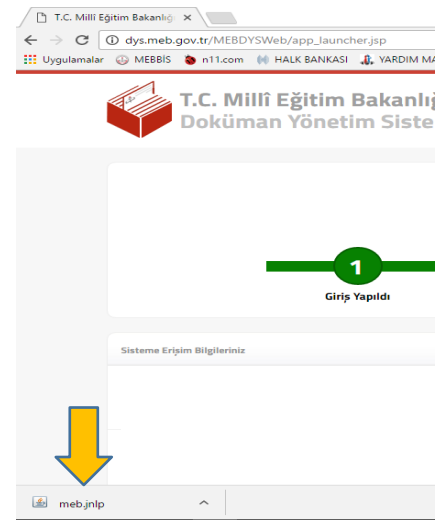 T.C. Millî Eğitim Bakanlığı
dys.meb.gov.tr/MEBDYSWeb/app_launcher.jsp
Uygulamalar MEBBİS n11.com HALK BANKASI YARDIM MA
T.C. Millî Eğitim Bakanlığ
Doküman Yönetim Siste
1
Giriş Yapıldı
Sisteme Erişim Bilgileriniz
meb.jnlp